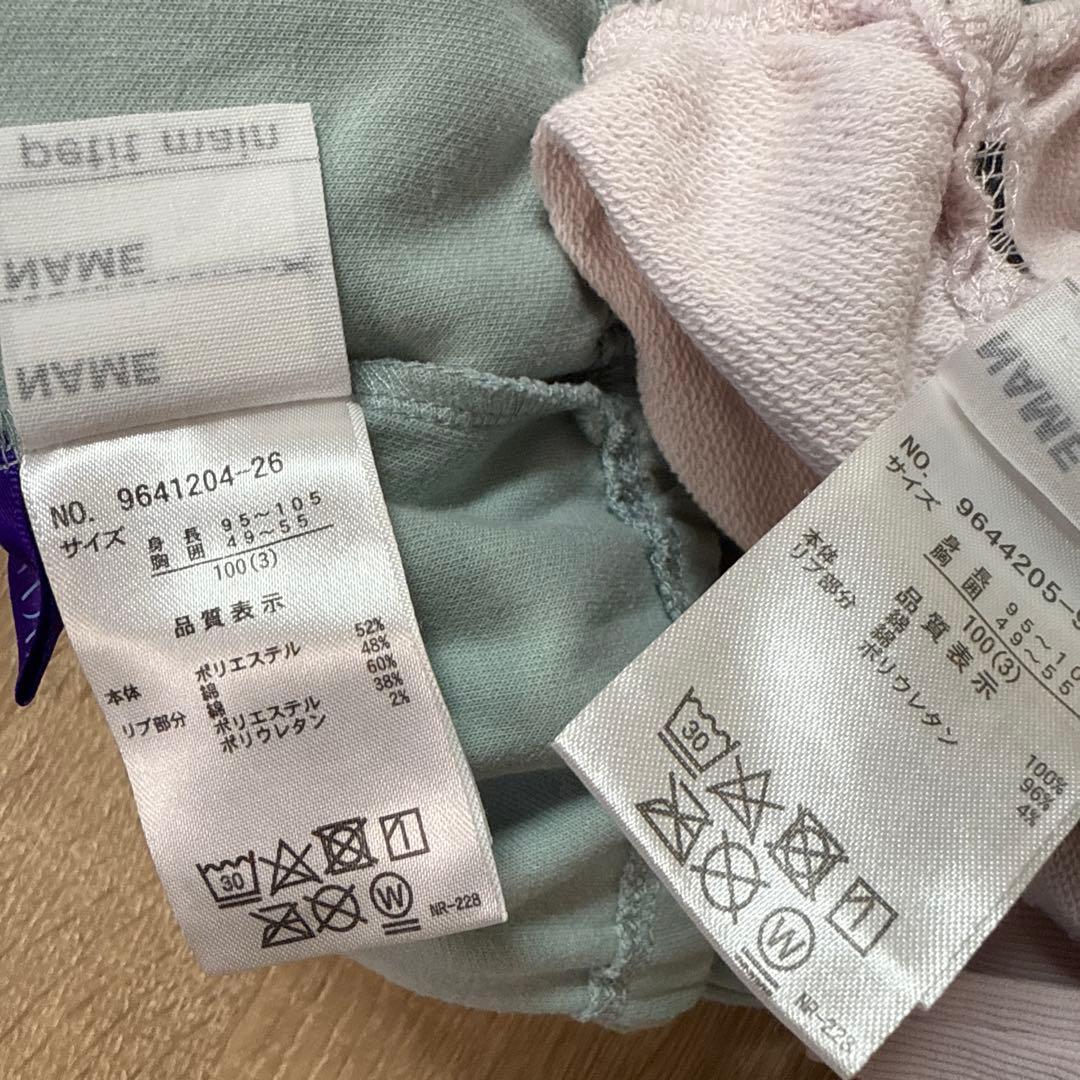 petit main
NAME
NAME
NO. 9641204-26
サイズ 身長 95〜105
胸囲 49〜55
100(3)
品質表示
本体 ポリエステル 52%
綿 48%
リブ部分 綿 60%
ポリエステル 38%
ポリウレタン 2%
30
W
NR-228
NAME
NO. 9644205-
サイズ 身長 95〜10
胸囲 49〜55
100(3)
品質表示
本体 綿 100%
リブ部分 綿 96%
ポリウレタン 4%
30
W
NR-228